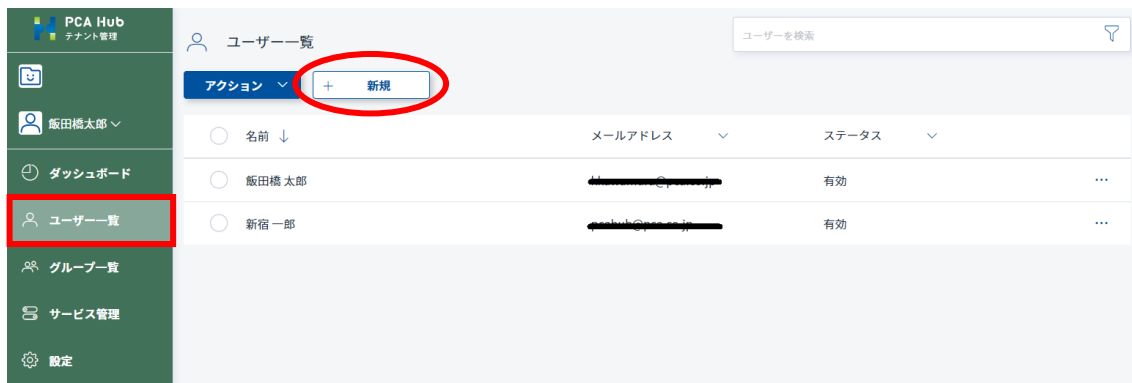 PCA Hub
テナント管理
飯田橋太郎
ダッシュボード
ユーザー一覧
グループ一覧
サービス管理
設定
ユーザー一覧
ユーザーを検索
アクション
+ 新規
名前 ↓ メールアドレス ステータス
飯田橋 太郎 有効 ...
新宿 一郎 有効 ...